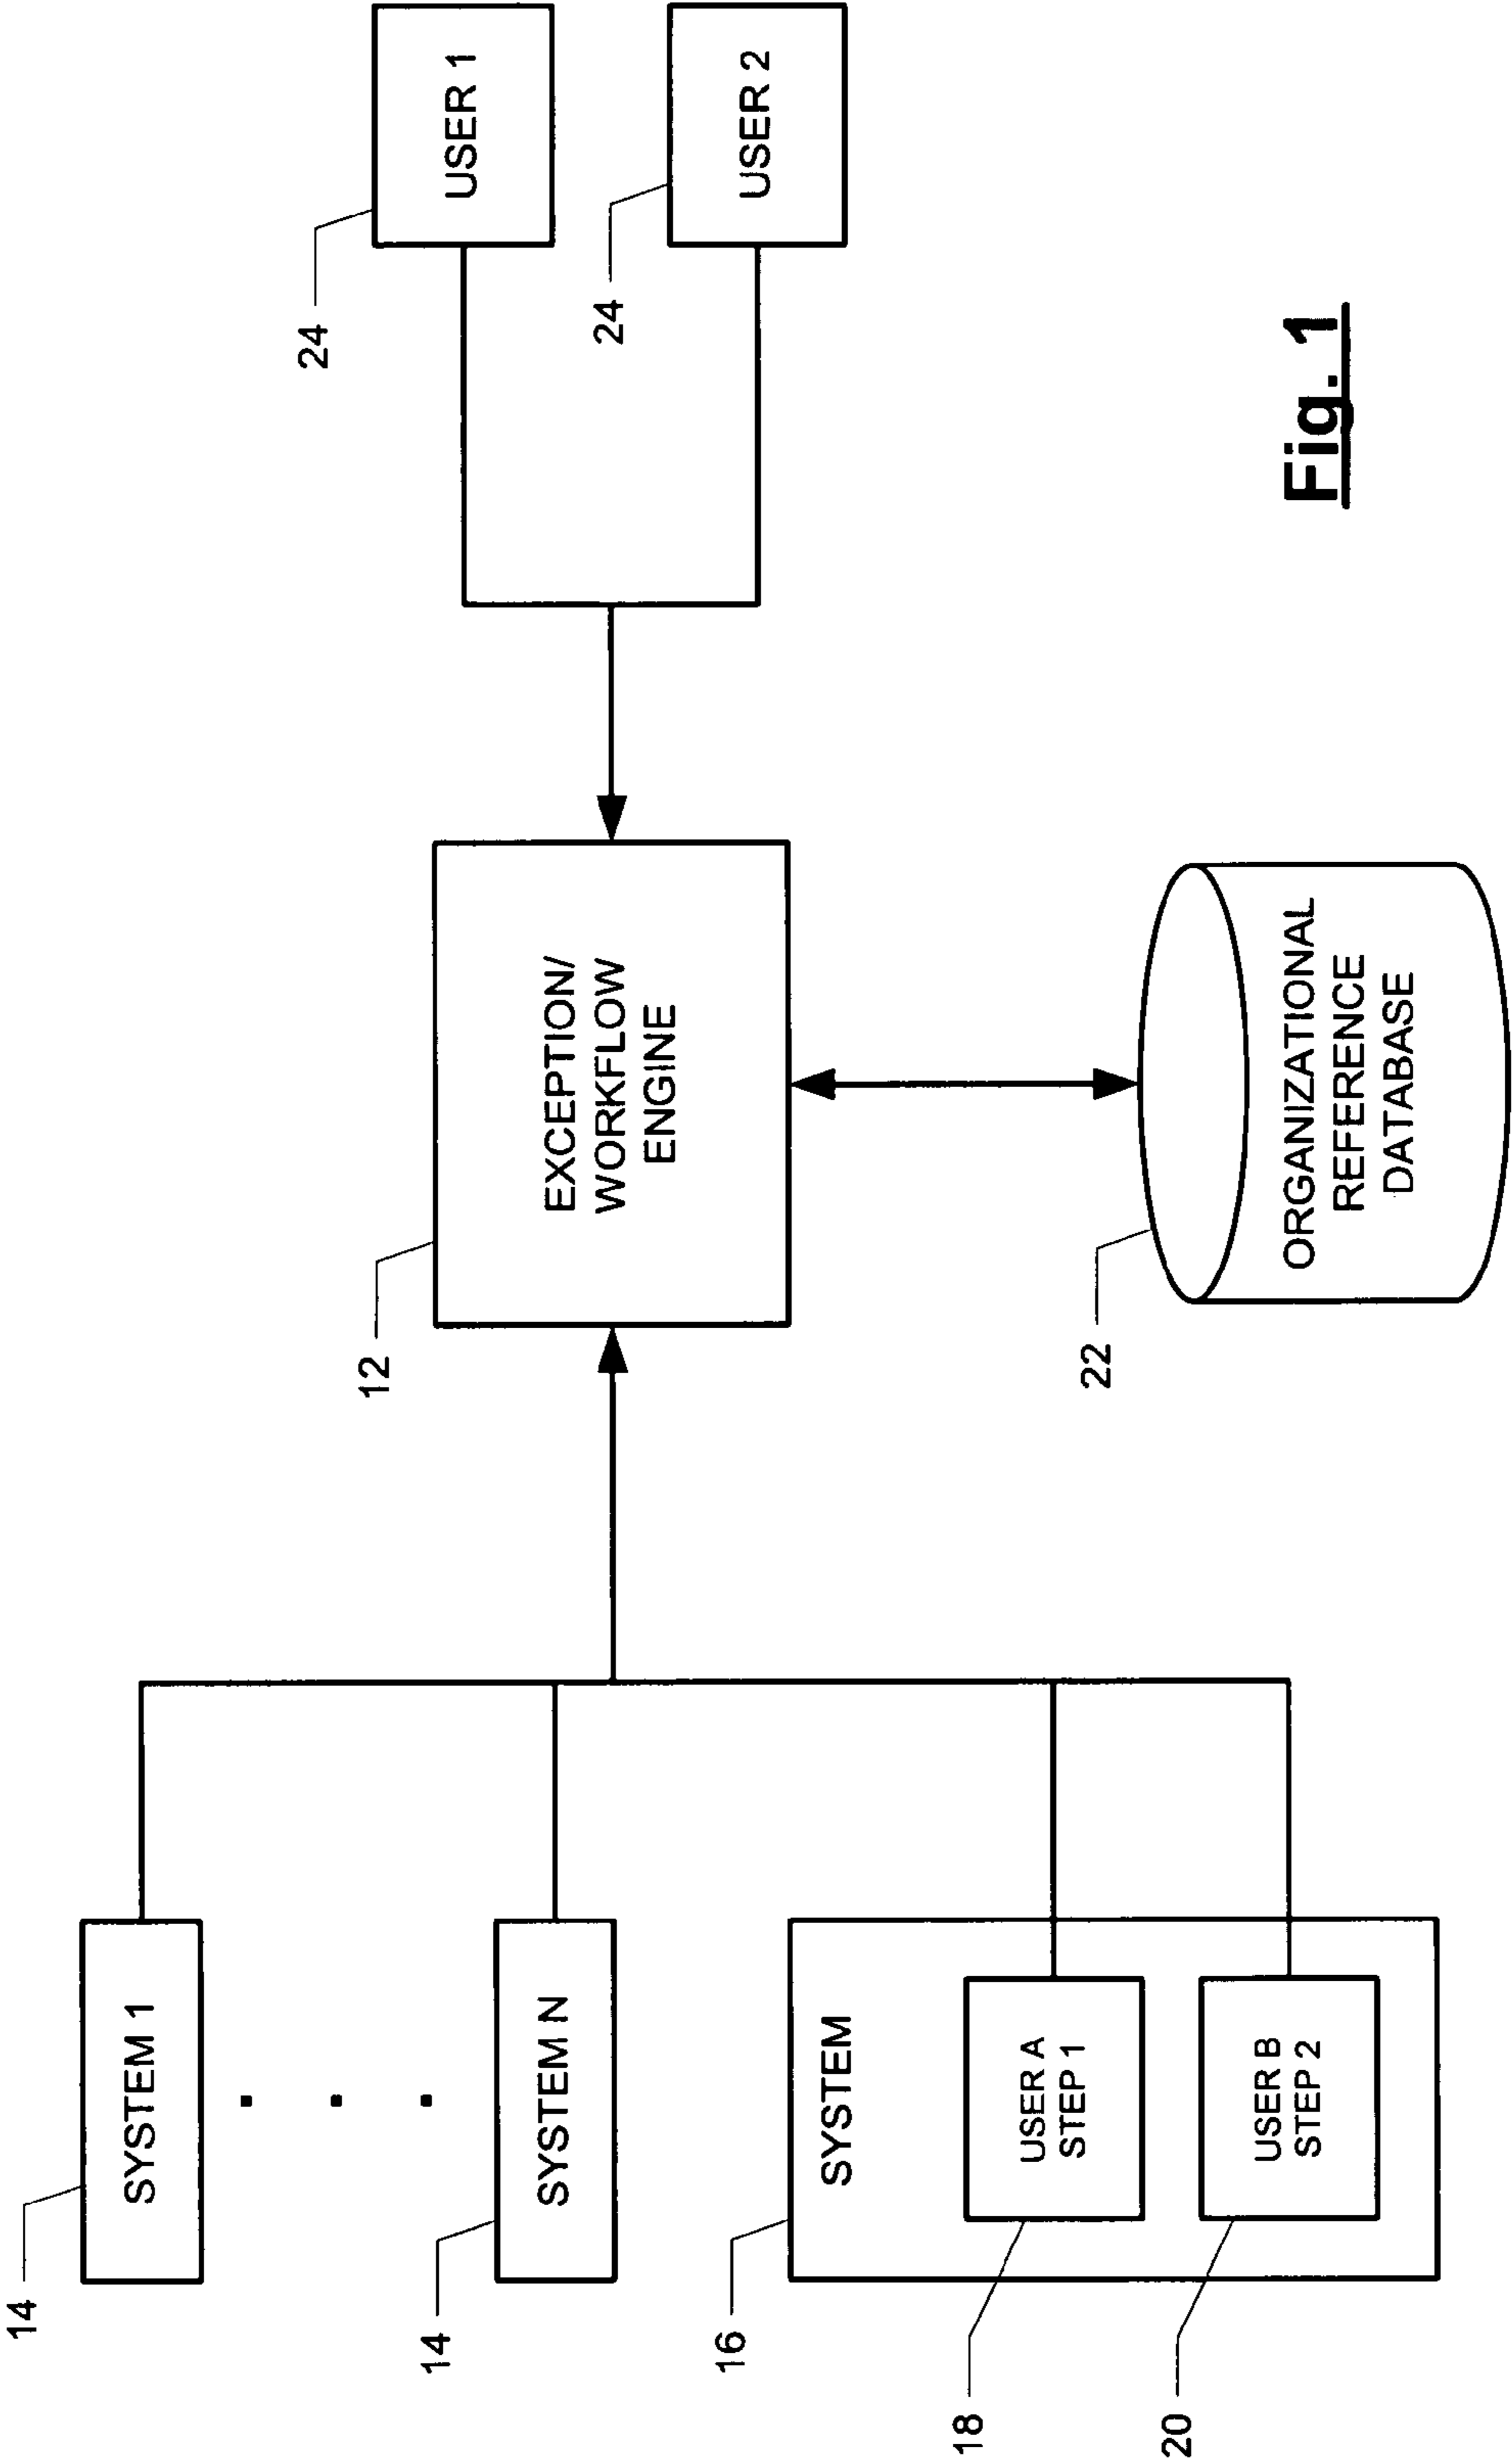 14
SYSTEM 1
.
.
.
14
SYSTEM N
16
SYSTEM
18
USER A
STEP 1
20
USER B
STEP 2
12
EXCEPTION/
WORKFLOW
ENGINE
22
ORGANIZATIONAL
REFERENCE
DATABASE
24
USER 1
24
USER 2
Fig. 1